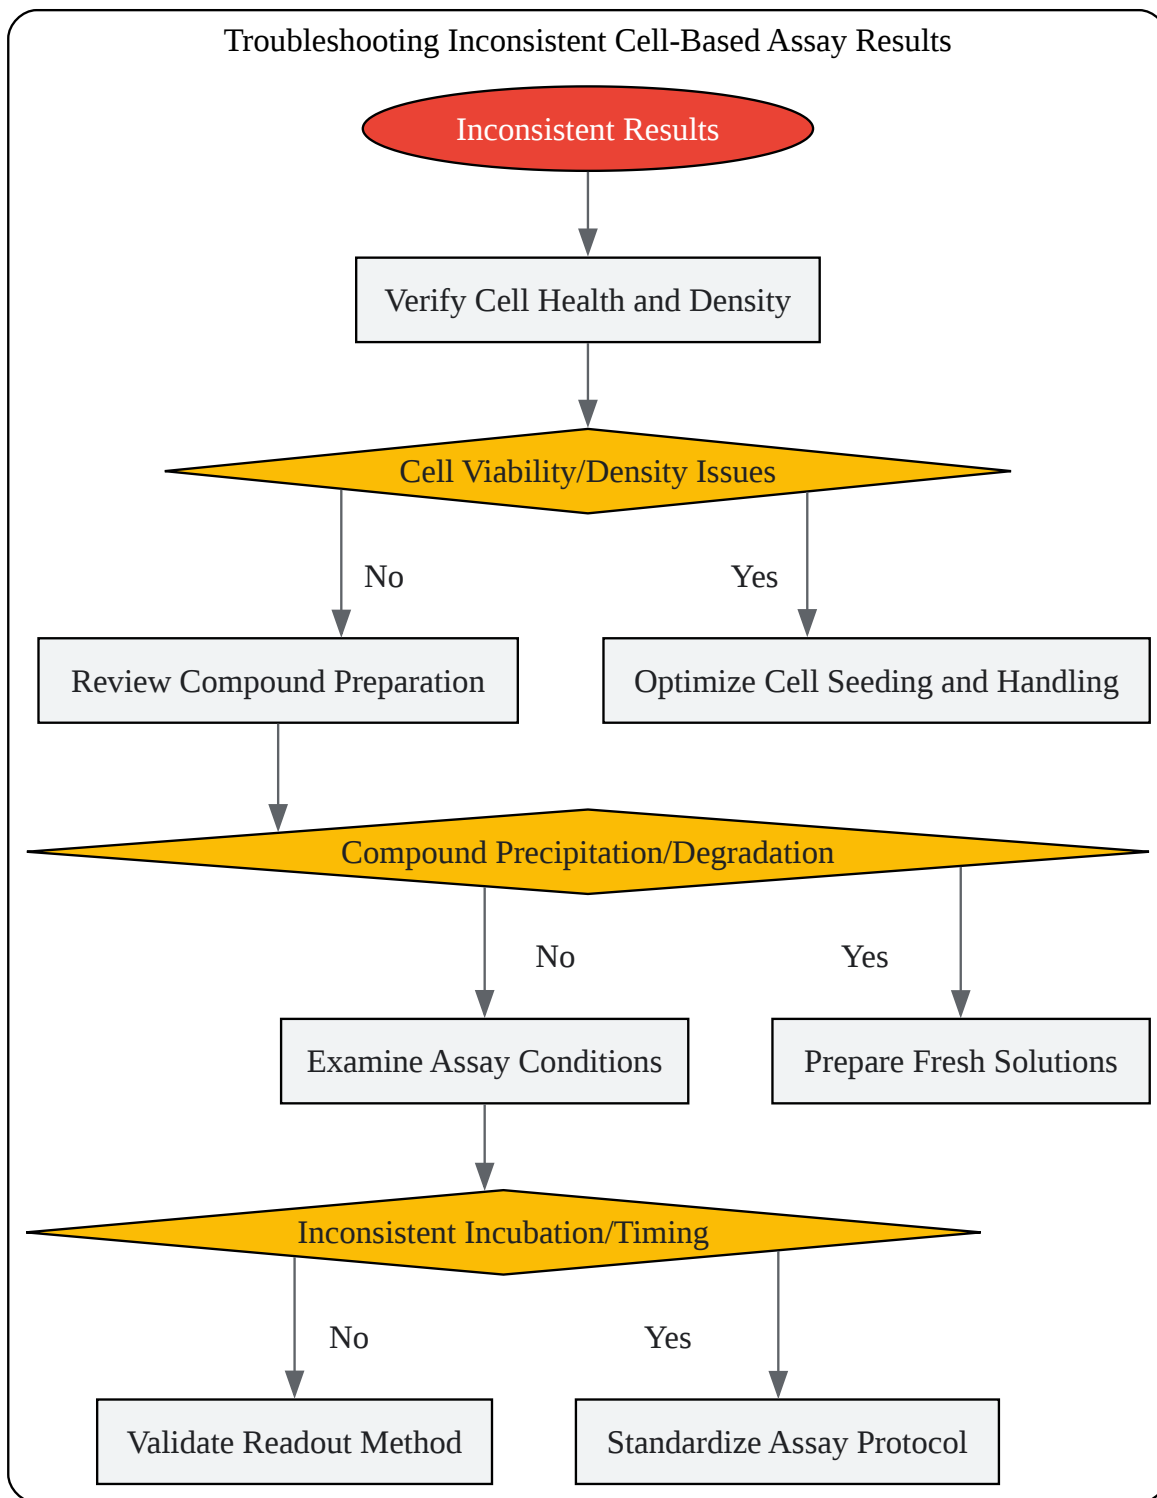 Troubleshooting Inconsistent Cell-Based Assay Results
Inconsistent Results
Verify Cell Health and Density
Cell Viability/Density Issues
No
Yes
Review Compound Preparation
Optimize Cell Seeding and Handling
Compound Precipitation/Degradation
No
Yes
Examine Assay Conditions
Prepare Fresh Solutions
Inconsistent Incubation/Timing
No
Yes
Validate Readout Method
Standardize Assay Protocol